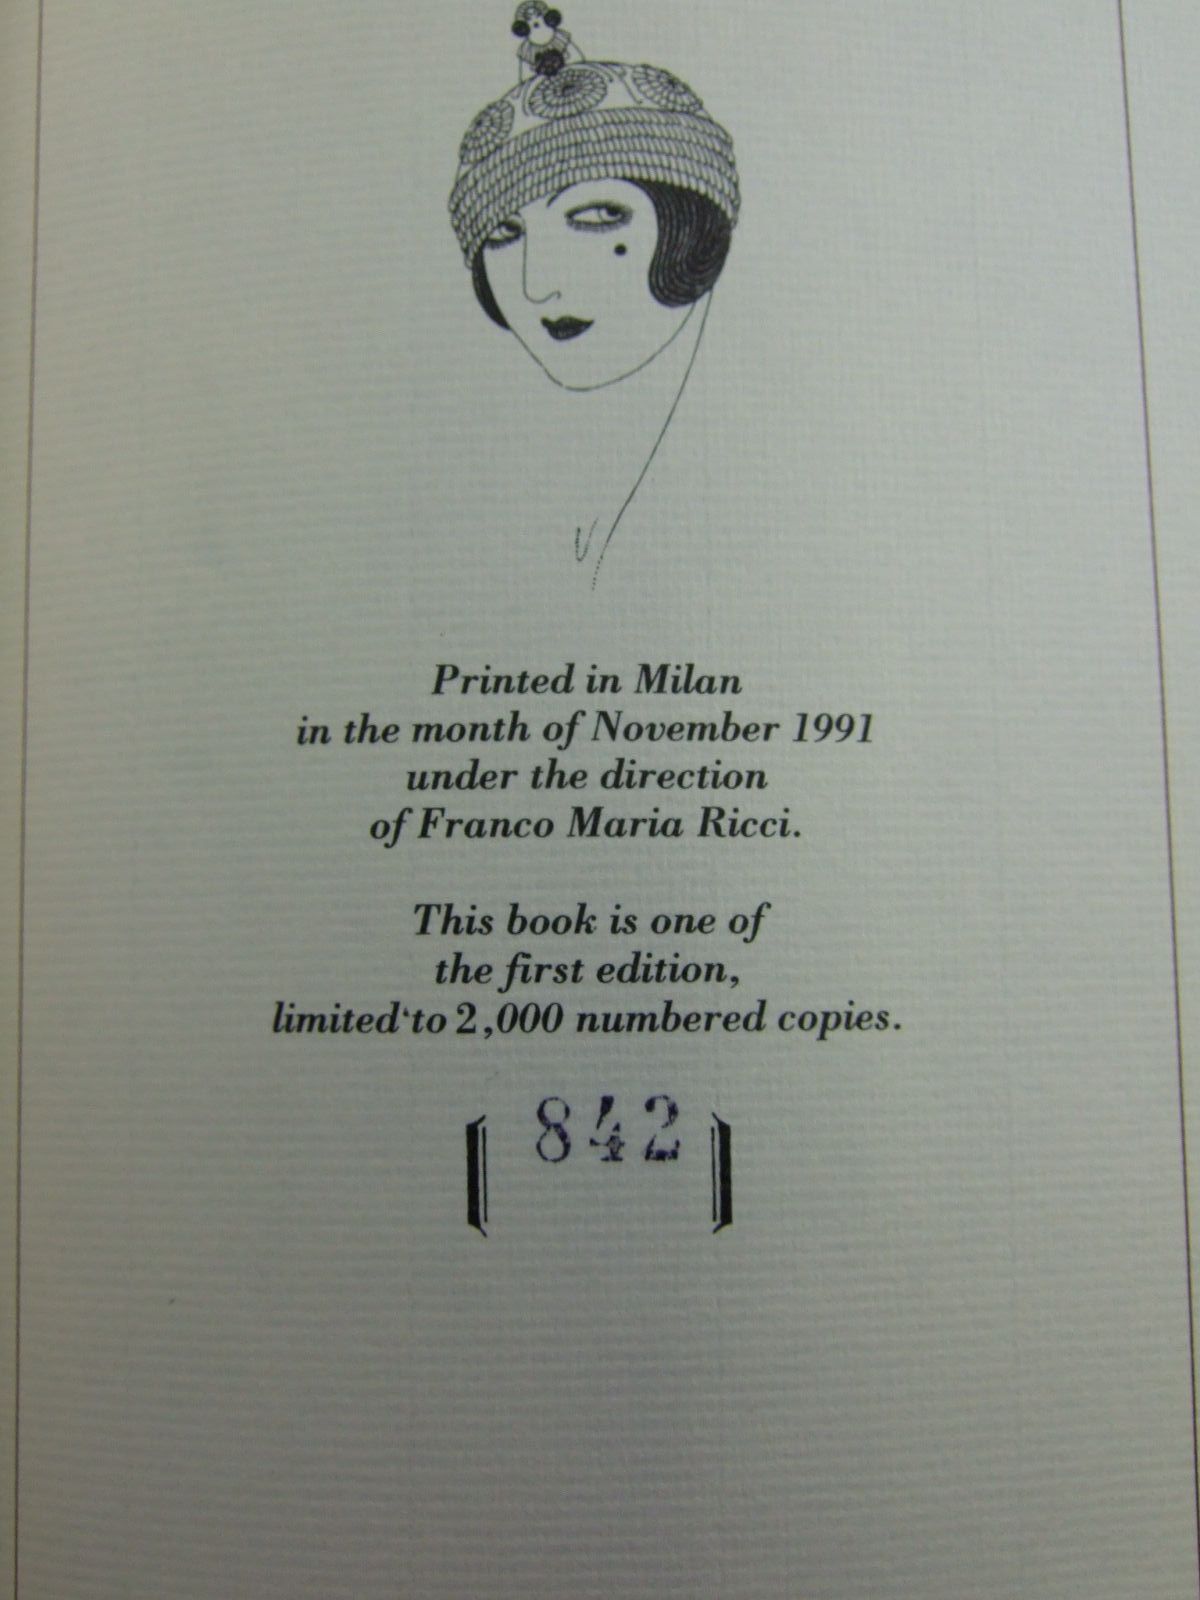 Printed in Milan
in the month of November 1991
under the direction
of Franco Maria Ricci.
This book is one of
the first edition,
limited to 2,000 numbered copies.
842